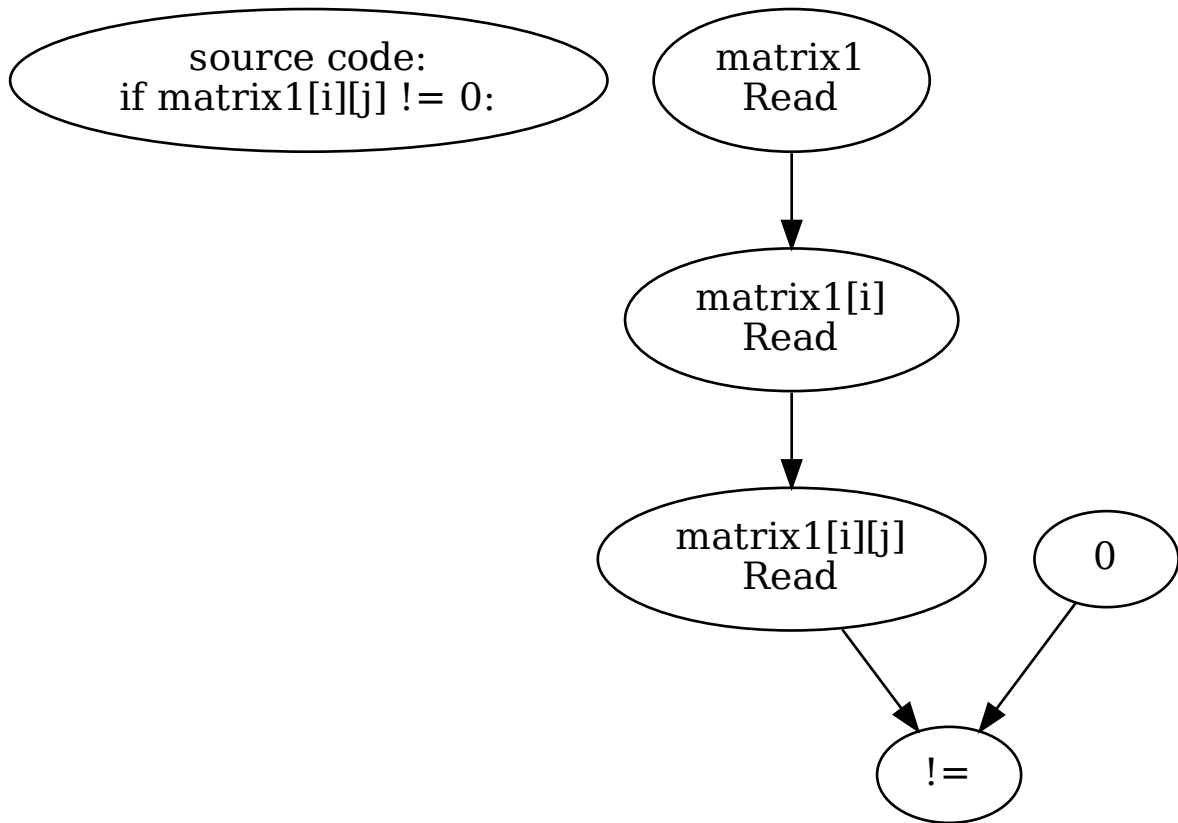 source code:
if matrix1[i][j] != 0:
matrix1
Read
matrix1[i]
Read
matrix1[i][j]
Read
0
!=